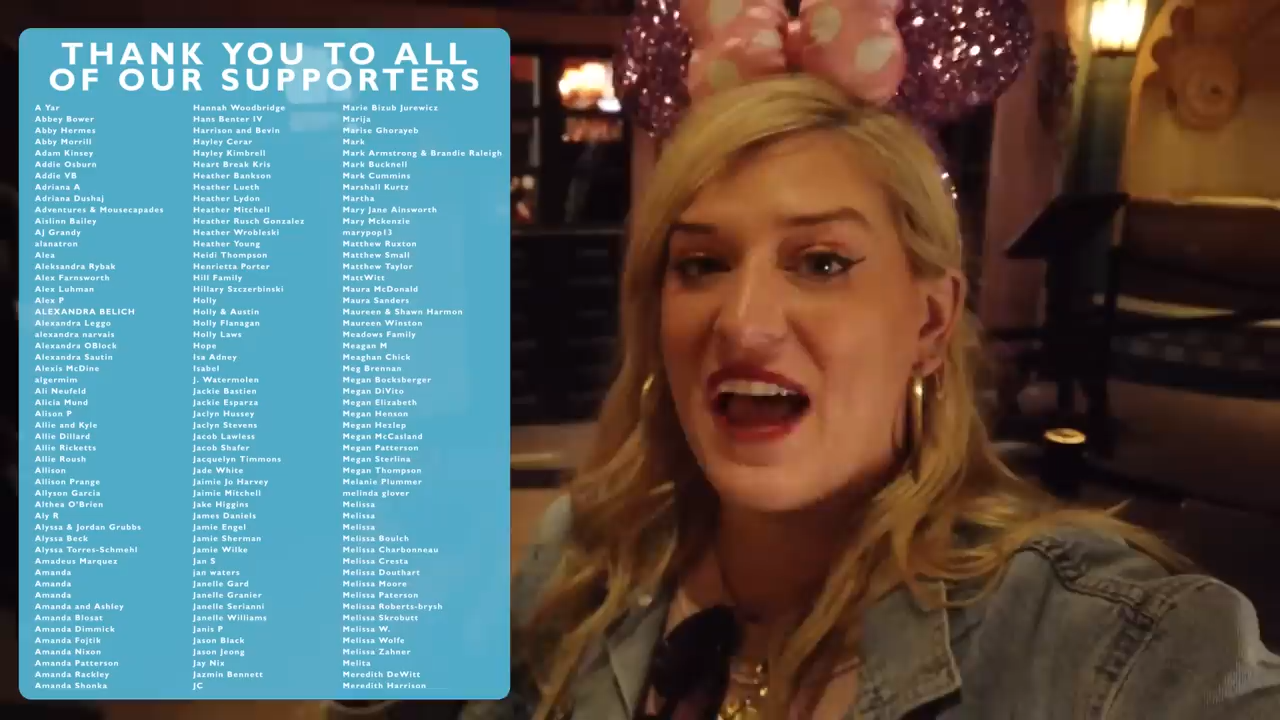 THANK YOU TO ALL
OF OUR SUPPORTERS
A Yar
Abbey Bower
Abby Hermes
Abby Morrill
Adam Kinsey
Addie Osburn
Addie VB
Adriana A
Adriana Dushaj
Adventures & Mousecapades
Aislinn Bailey
AJ Grandy
alanatron
Alea
Aleksandra Rybak
Alex Farnsworth
Alex Luhman
Alex P
ALEXANDRA BELICH
Alexandra Leggo
alexandra narvais
Alexandra OBlock
Alexandra Sautin
Alexis McDine
algermim
Ali Neufeld
Alicia Mund
Alison P
Allie and Kyle
Allie Dillard
Allie Ricketts
Allie Roush
Allison
Allison Prange
Allyson Garcia
Althea O'Brien
Aly R
Alyssa & Jordan Grubbs
Alyssa Beck
Alyssa Torres-Schmehl
Amadeus Marquez
Amanda
Amanda
Amanda
Amanda and Ashley
Amanda Blosat
Amanda Dimmick
Amanda Fojtik
Amanda Nixon
Amanda Patterson
Amanda Rackley
Amanda Shonka
Hannah Woodbridge
Hans Benter IV
Harrison and Bevin
Hayley Cerar
Hayley Kimbrell
Heart Break Kris
Heather Bankson
Heather Lueth
Heather Lydon
Heather Mitchell
Heather Rusch Gonzalez
Heather Wrobleski
Heather Young
Heidi Thompson
Henrietta Porter
Hill Family
Hillary Szczerbinski
Holly
Holly & Austin
Holly Flanagan
Holly Laws
Hope
Isa Adney
Isabel
J. Watermolen
Jackie Bastien
Jackie Esparza
Jaclyn Hussey
Jaclyn Stevens
Jacob Lawless
Jacob Shafer
Jacquelyn Timmons
Jade White
Jaimie Jo Harvey
Jaimie Mitchell
Jake Higgins
James Daniels
Jamie Engel
Jamie Sherman
Jamie Wilke
Jan S
jan waters
Janelle Gard
Janelle Granier
Janelle Serianni
Janelle Williams
Janis P
Jason Black
Jason Jeong
Jay Nix
Jazmin Bennett
JC
Marie Bizub Jurewicz
Marija
Marise Ghorayeb
Mark
Mark Armstrong & Brandie Raleigh
Mark Bucknell
Mark Cummins
Marshall Kurtz
Martha
Mary Jane Ainsworth
Mary Mckenzie
marypop13
Matthew Ruxton
Matthew Small
Matthew Taylor
MattWitt
Maura McDonald
Maura Sanders
Maureen & Shawn Harmon
Maureen Winston
Meadows Family
Meagan M
Meaghan Chick
Meg Brennan
Megan Bocksberger
Megan DiVito
Megan Elizabeth
Megan Henson
Megan Hezlep
Megan McCasland
Megan Patterson
Megan Sterlina
Megan Thompson
Melanie Plummer
melinda glover
Melissa
Melissa
Melissa
Melissa Boulch
Melissa Charbonneau
Melissa Cresta
Melissa Douthart
Melissa Moore
Melissa Paterson
Melissa Roberts-brysh
Melissa Skrobutt
Melissa W.
Melissa Wolfe
Melissa Zahner
Melita
Meredith DeWitt
Meredith Harrison